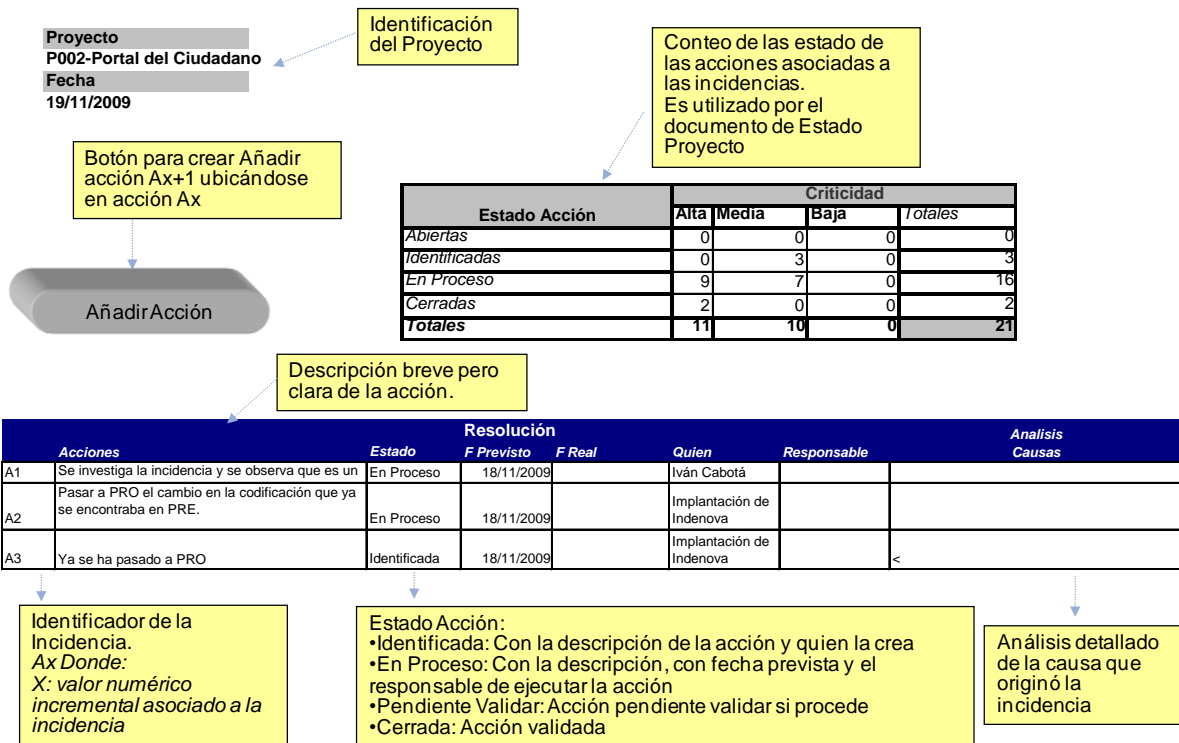 Proyecto
P002-Portal del Ciudadano
Fecha
19/11/2009
Identificación
del Proyecto
Conteo de las estado de
las acciones asociadas a
las incidencias.
Es utilizado por el
documento de Estado
Proyecto
Botón para crear Añadir
acción Ax+1 ubicándose
en acción Ax
Añadir Acción
Estado Acción Criticidad
Alta Media Baja Totales
Abiertas 0 0 0 0
Identificadas 0 3 0 3
En Proceso 9 7 0 16
Cerradas 2 0 0 2
Totales 11 10 0 21
Descripción breve pero
clara de la acción.
Resolución
Acciones Estado F Previsto F Real Quien Responsable Analisis
Causas
A1 Se investiga la incidencia y se observa que es un En Proceso 18/11/2009 Iván Cabotá
A2 Pasar a PRO el cambio en la codificación que ya
se encontraba en PRE. En Proceso 18/11/2009 Implantación de
Indenova
A3 Ya se ha pasado a PRO Identificada 18/11/2009 Implantación de
Indenova <
Identificador de la
Incidencia.
Ax Donde:
X: valor numérico
incremental asociado a la
incidencia
Estado Acción:
•Identificada: Con la descripción de la acción y quien la crea
•En Proceso: Con la descripción, con fecha prevista y el
responsable de ejecutar la acción
•Pendiente Validar: Acción pendiente validar si procede
•Cerrada: Acción validada
Análisis detallado
de la causa que
originó la
incidencia